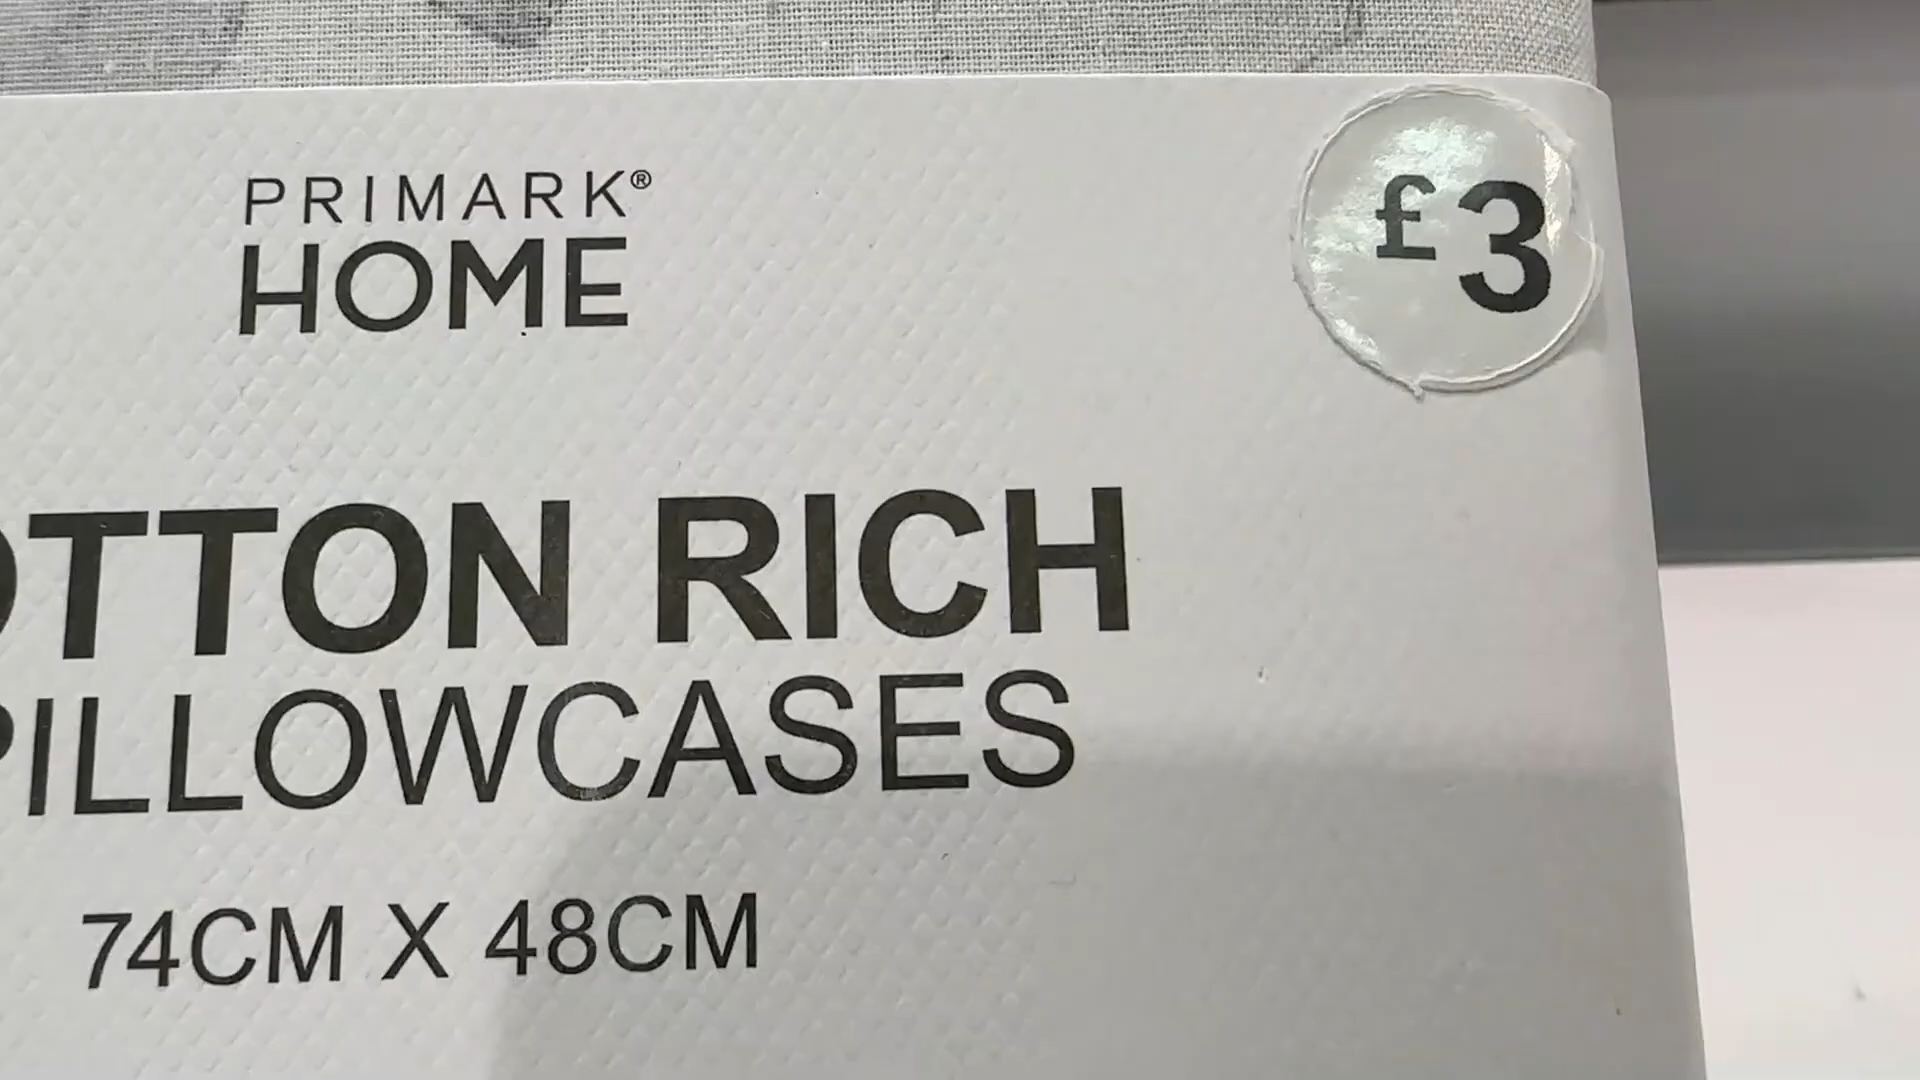 PRIMARK®
HOME
£3
OTTON RICH
PILLOWCASES
74CM X 48CM